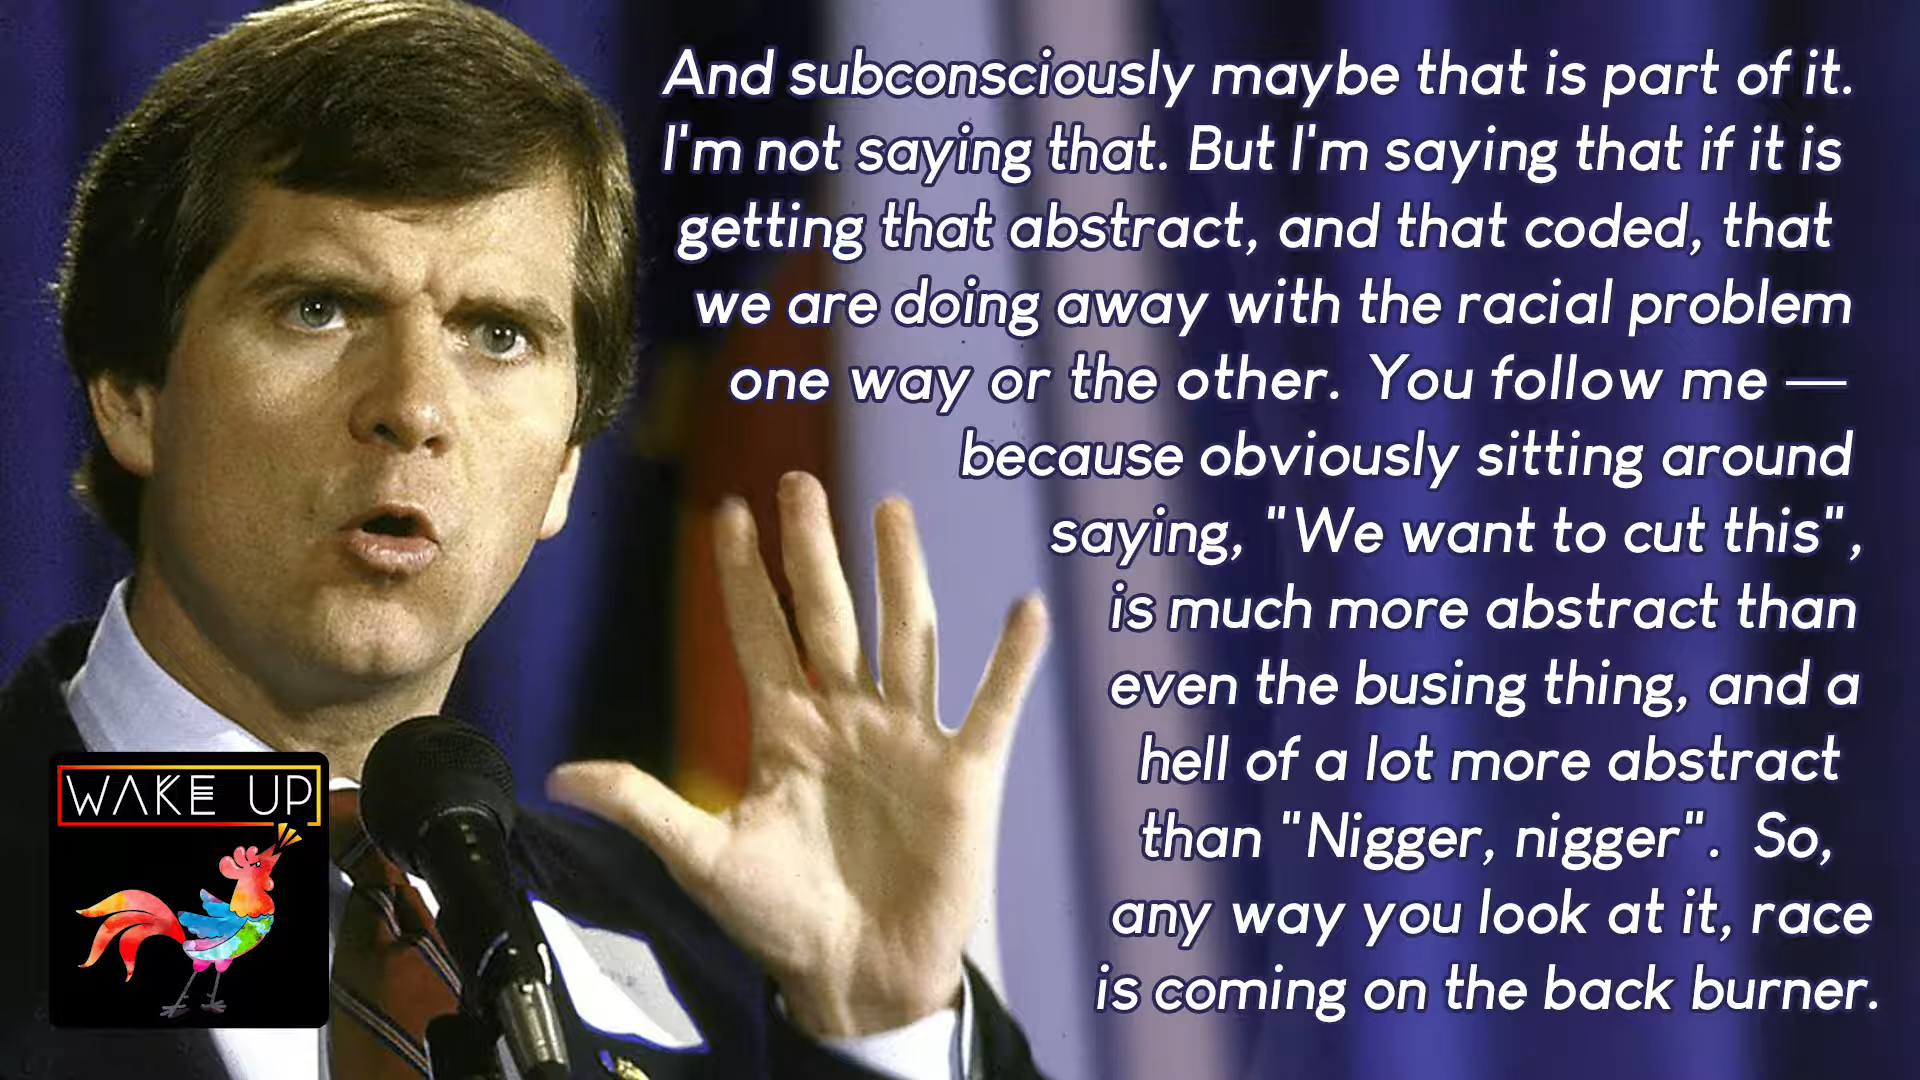 And subconsciously maybe that is part of it.
I'm not saying that. But I'm saying that if it is
getting that abstract, and that coded, that
we are doing away with the racial problem
one way or the other. You follow me —
because obviously sitting around
saying, "We want to cut this",
is much more abstract than
even the busing thing, and a
hell of a lot more abstract
than "Nigger, nigger". So,
any way you look at it, race
is coming on the back burner.
WAKE UP